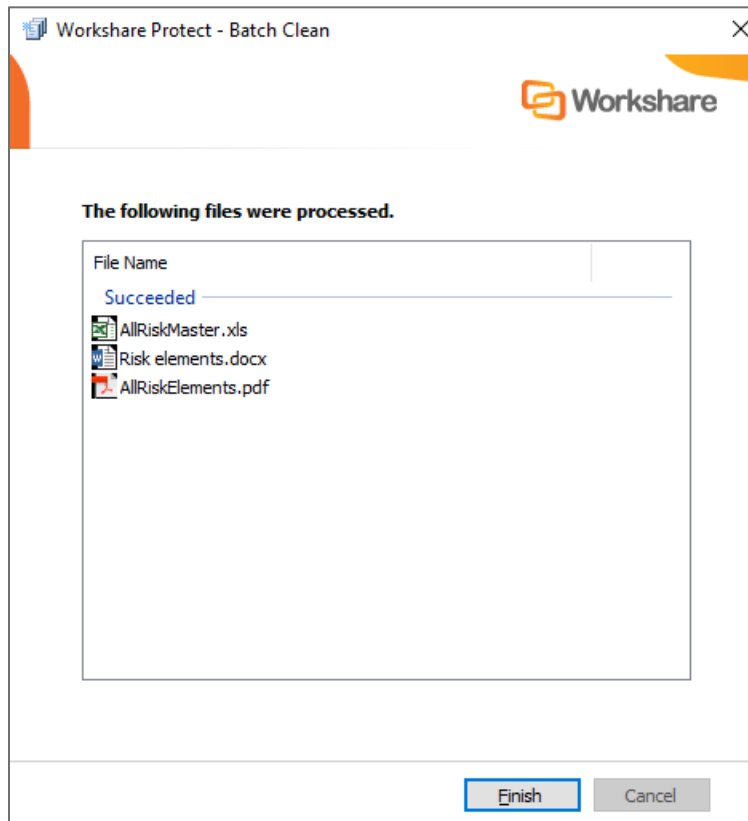 Workshare Protect - Batch Clean
Workshare
The following files were processed.
File Name
Succeeded
AllRiskMaster.xls
Risk elements.docx
AllRiskElements.pdf
Finish Cancel